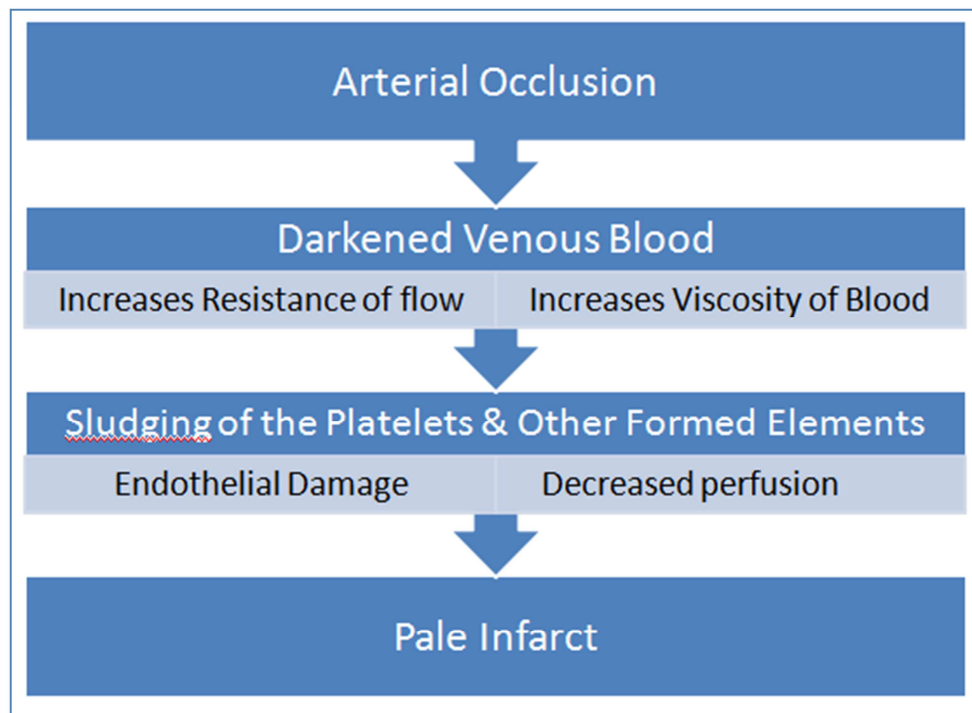 Arterial Occlusion
Darkened Venous Blood
Increases Resistance of flow
Increases Viscosity of Blood
Sludging of the Platelets & Other Formed Elements
Endothelial Damage
Decreased perfusion
Pale Infarct